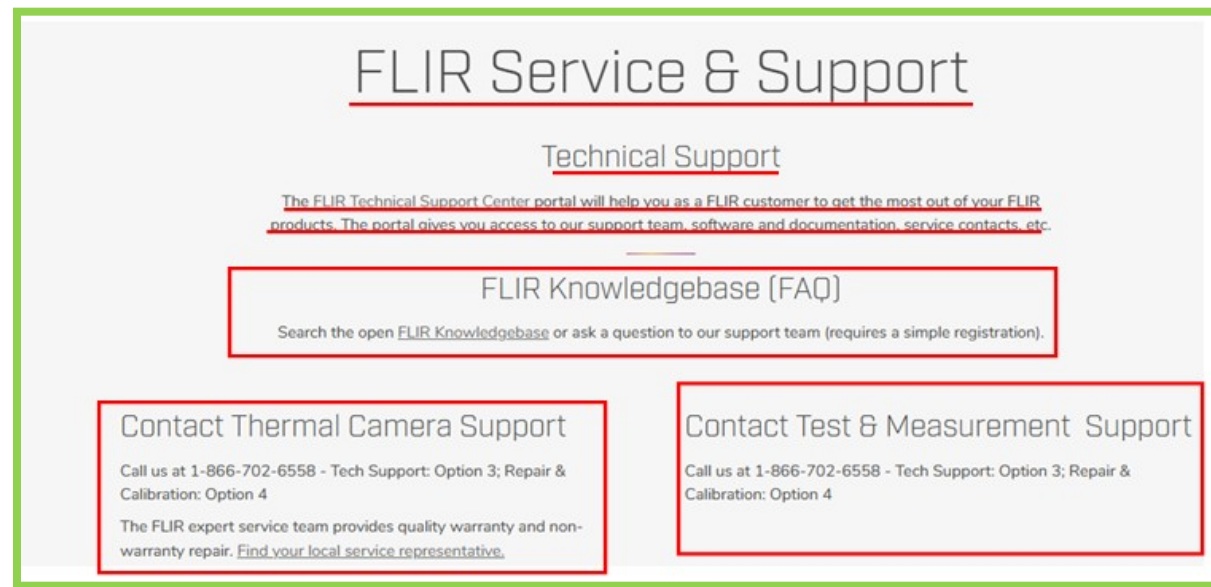 FLIR Service & Support
Technical Support
The FLIR Technical Support Center portal will help you as a FLIR customer to get the most out of your FLIR
products. The portal gives you access to our support team, software and documentation, service contacts, etc.
FLIR Knowledgebase (FAQ)
Search the open FLIR Knowledgebase or ask a question to our support team (requires a simple registration).
Contact Thermal Camera Support
Call us at 1-866-702-6558 - Tech Support: Option 3; Repair &
Calibration: Option 4
The FLIR expert service team provides quality warranty and non-
warranty repair. Find your local service representative.
Contact Test & Measurement Support
Call us at 1-866-702-6558 - Tech Support: Option 3; Repair &
Calibration: Option 4